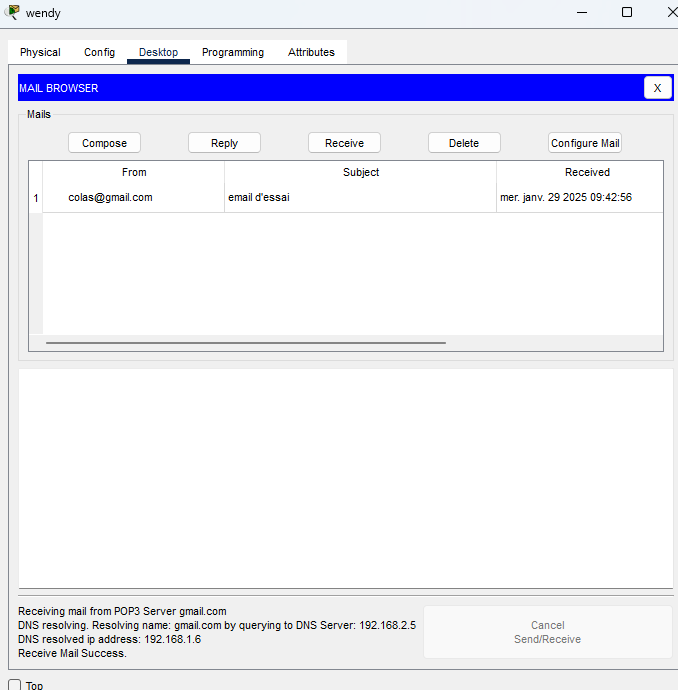 wendy
Physical Config Desktop Programming Attributes
MAIL BROWSER X
Mails
Compose Reply Receive Delete Configure Mail
From Subject Received
1 colas@gmail.com email d'essai mer. janv. 29 2025 09:42:56
Receiving mail from POP3 Server gmail.com
DNS resolving. Resolving name: gmail.com by querying to DNS Server: 192.168.2.5
DNS resolved ip address: 192.168.1.6
Receive Mail Success.
Cancel
Send/Receive
Top